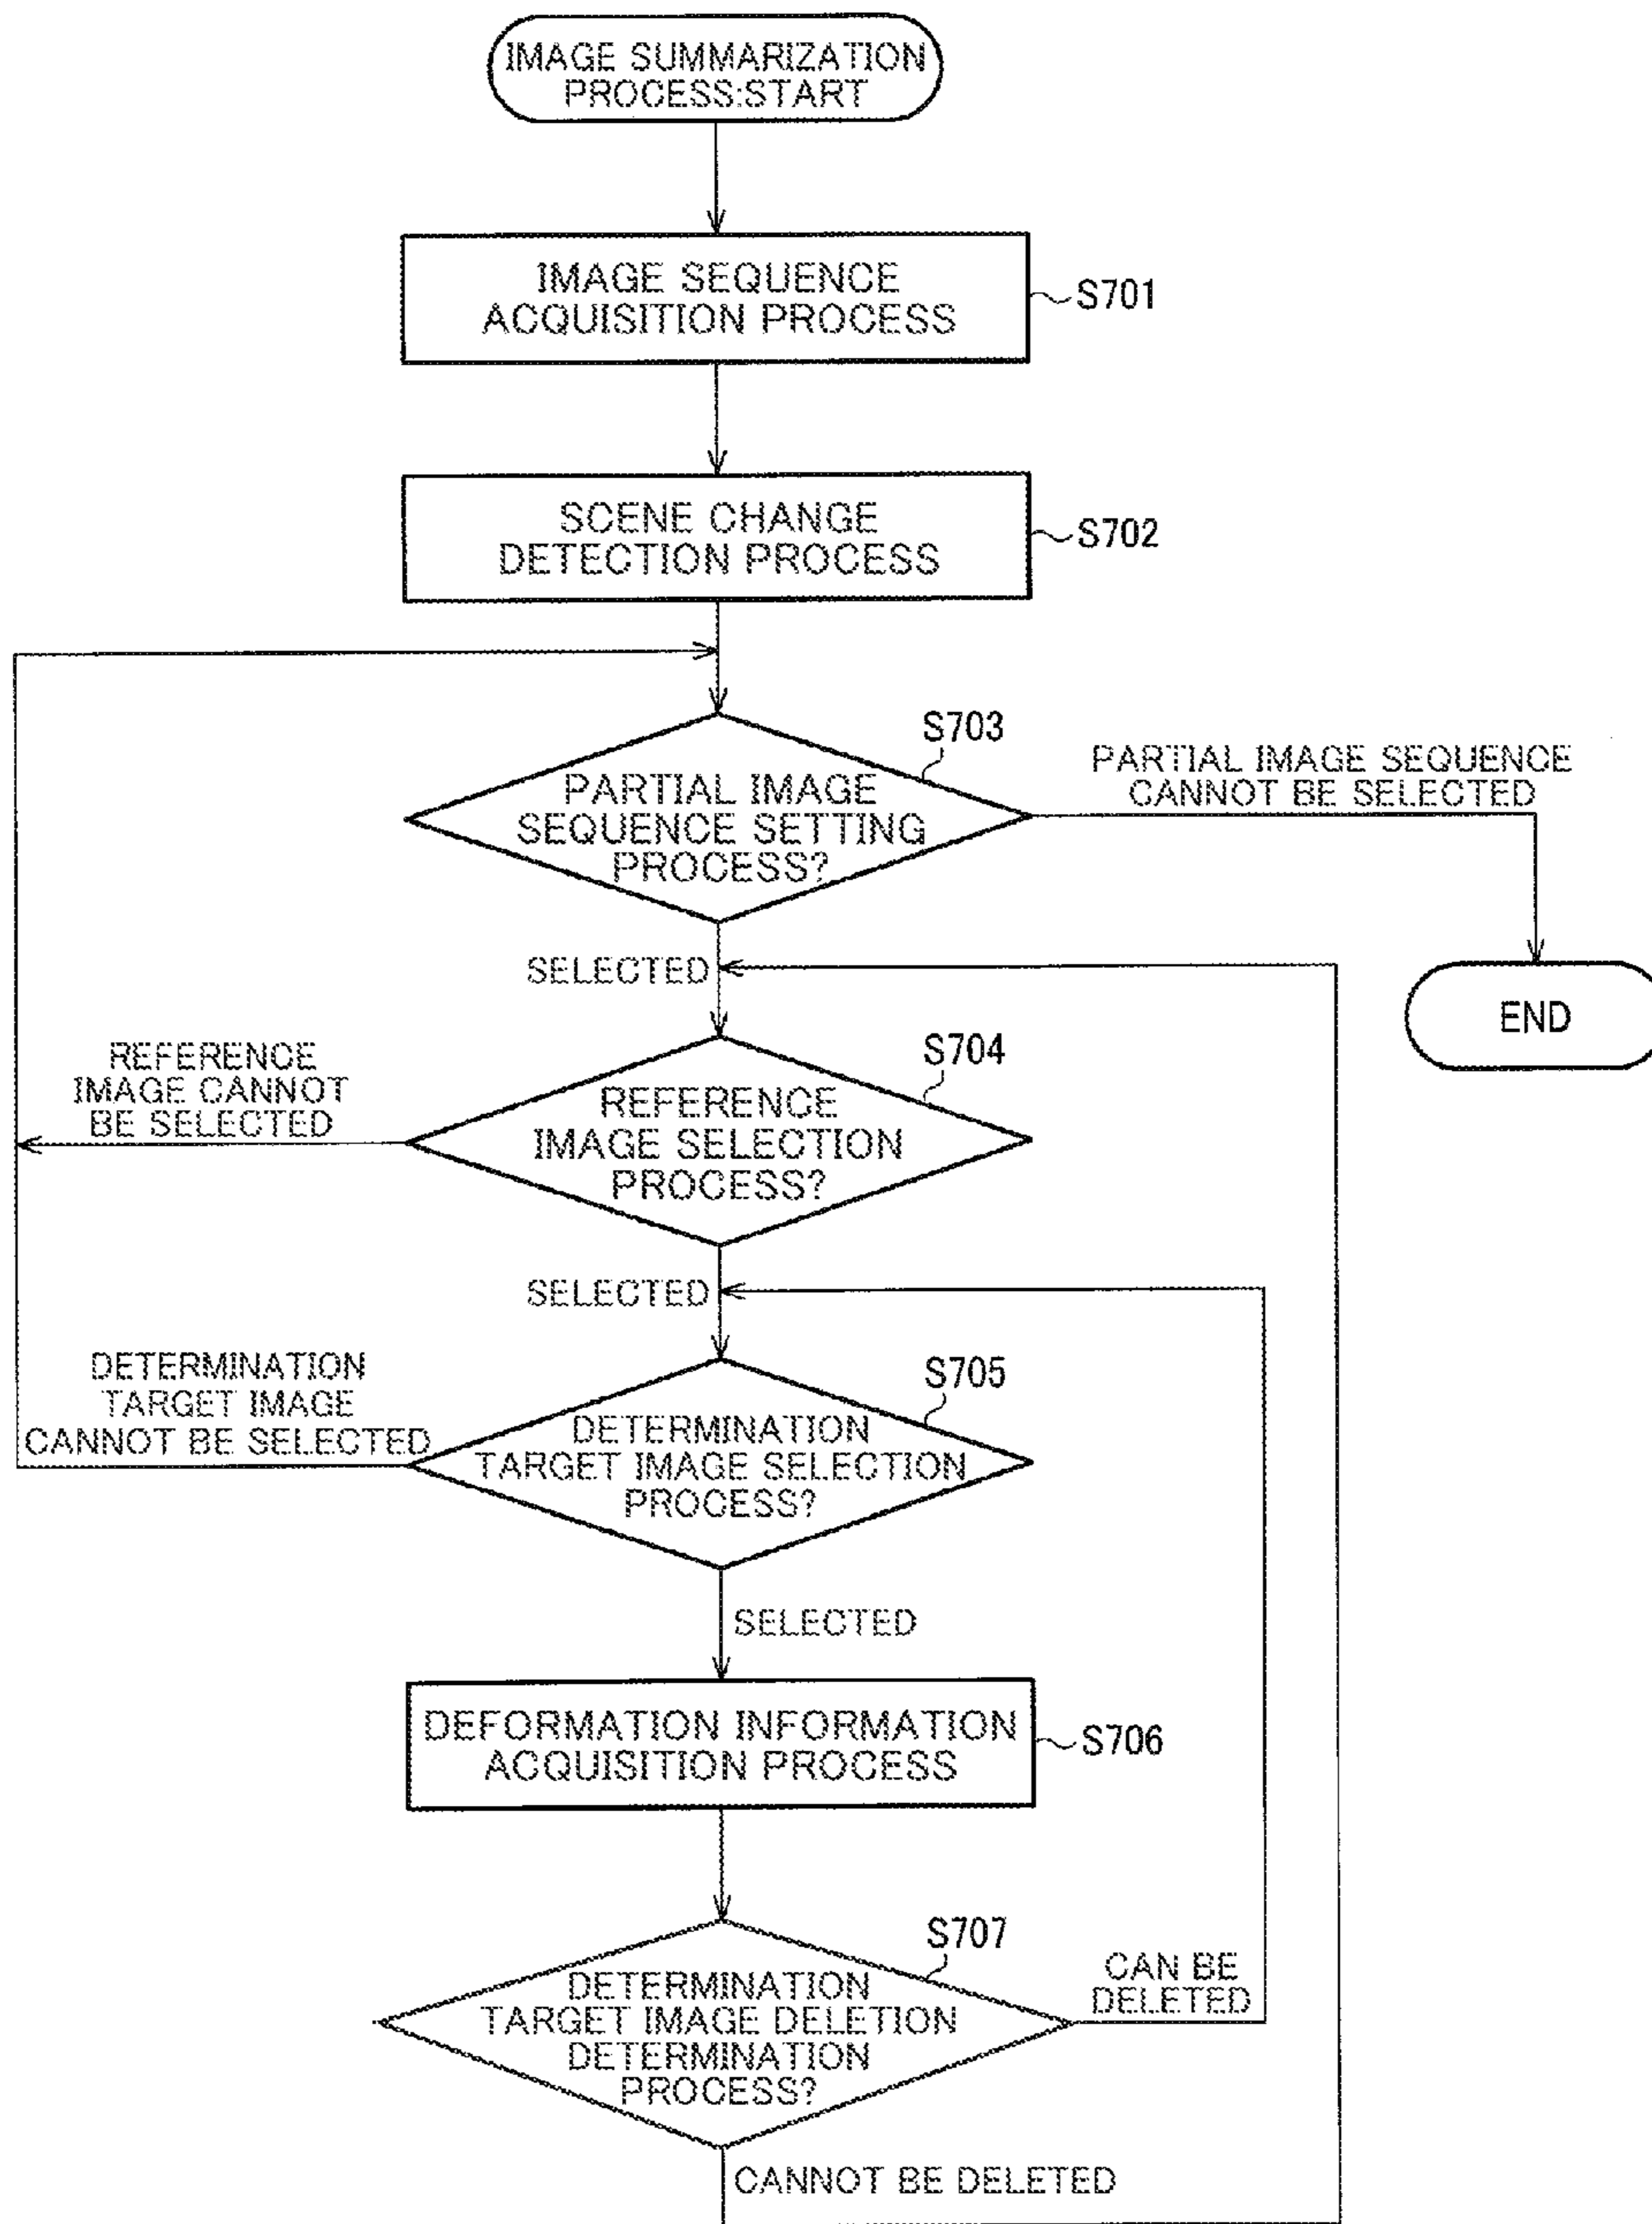 IMAGE SUMMARIZATION
PROCESS:START
IMAGE SEQUENCE
ACQUISITION PROCESS
S701
SCENE CHANGE
DETECTION PROCESS
S702
S703
PARTIAL IMAGE
SEQUENCE SETTING
PROCESS?
PARTIAL IMAGE SEQUENCE
CANNOT BE SELECTED
SELECTED
END
S704
REFERENCE
IMAGE CANNOT
BE SELECTED
REFERENCE
IMAGE SELECTION
PROCESS?
SELECTED
S705
DETERMINATION
TARGET IMAGE
CANNOT BE SELECTED
DETERMINATION
TARGET IMAGE SELECTION
PROCESS?
SELECTED
DEFORMATION INFORMATION
ACQUISITION PROCESS
S706
S707
DETERMINATION
TARGET IMAGE DELETION
DETERMINATION
PROCESS?
CAN BE
DELETED
CANNOT BE DELETED